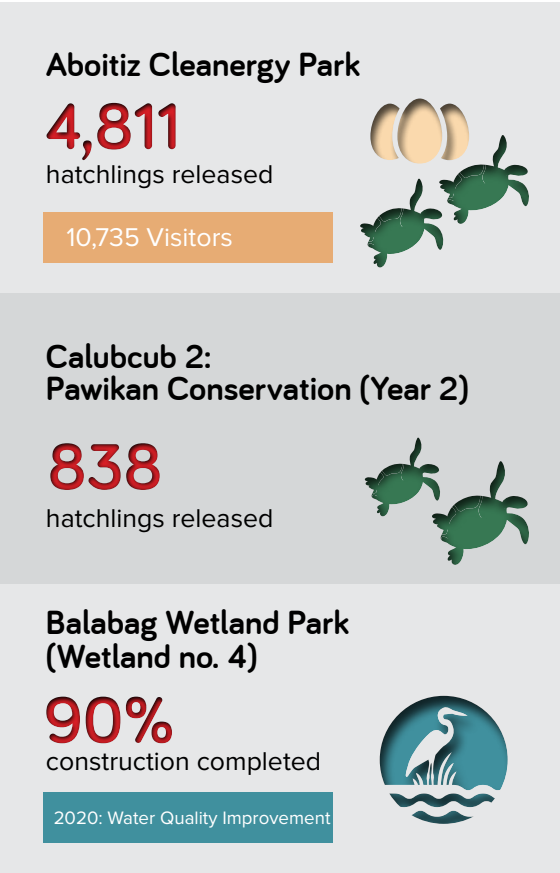 Aboitiz Cleanergy Park
4,811
hatchlings released
10,735 Visitors
Calubcub 2:
Pawikan Conservation (Year 2)
838
hatchlings released
Balabag Wetland Park
(Wetland no. 4)
90%
construction completed
2020: Water Quality Improvement